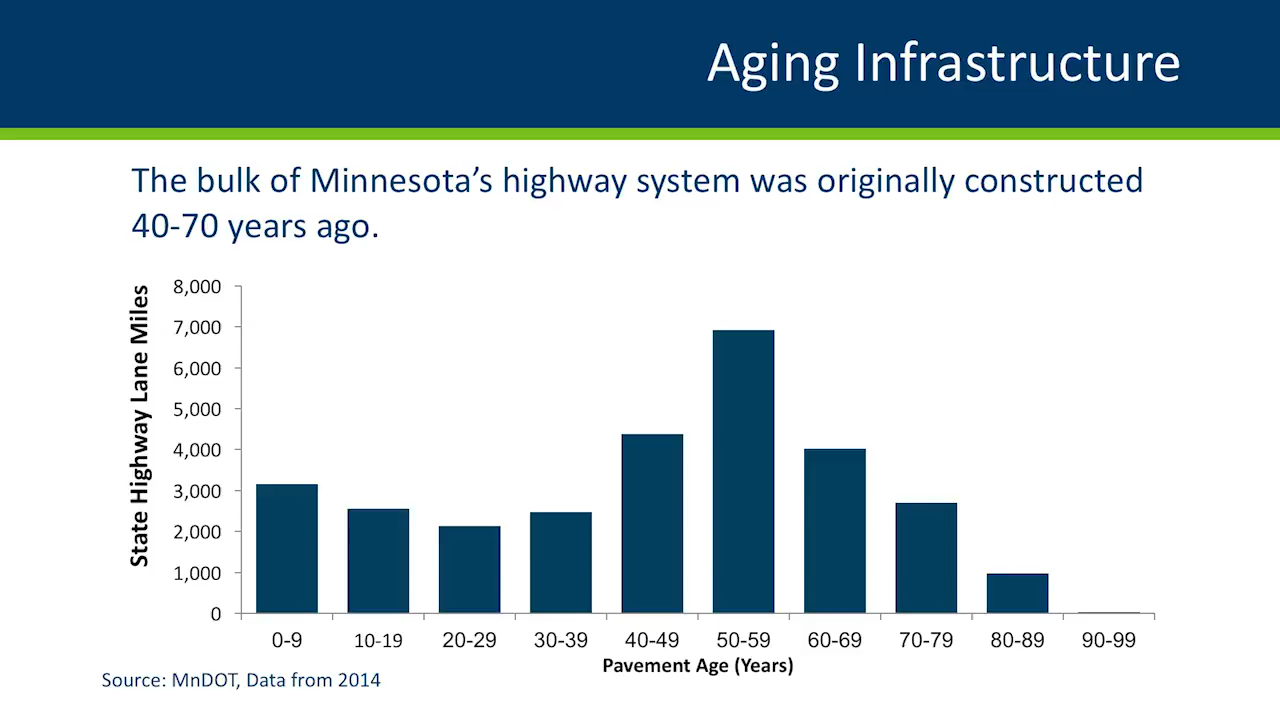 Aging Infrastructure
The bulk of Minnesota’s highway system was originally constructed
40-70 years ago.
State Highway Lane Miles
8,000
7,000
6,000
5,000
4,000
3,000
2,000
1,000
0
0-9 10-19 20-29 30-39 40-49 50-59 60-69 70-79 80-89 90-99
Pavement Age (Years)
Source: MnDOT, Data from 2014